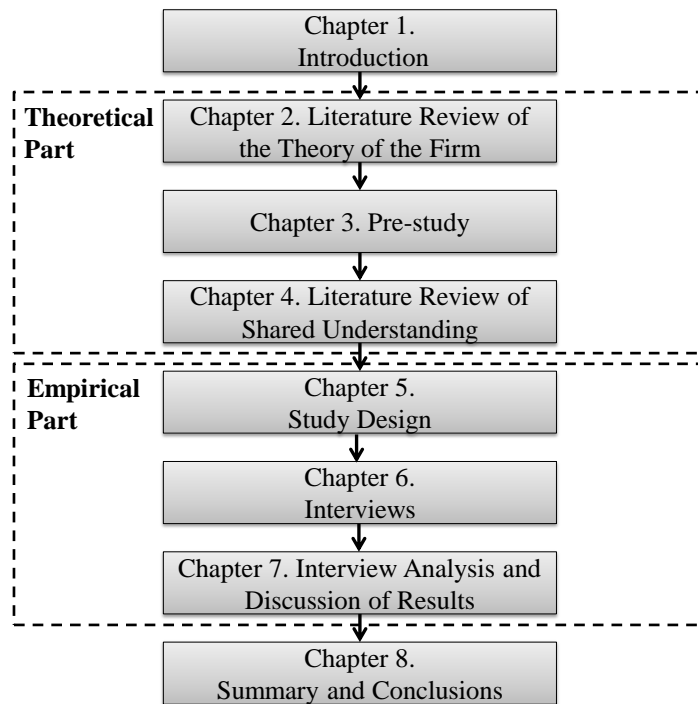 Chapter 1.
Introduction
Theoretical
Part
Chapter 2. Literature Review of
the Theory of the Firm
Chapter 3. Pre-study
Chapter 4. Literature Review of
Shared Understanding
Empirical
Part
Chapter 5.
Study Design
Chapter 6.
Interviews
Chapter 7. Interview Analysis and
Discussion of Results
Chapter 8.
Summary and Conclusions